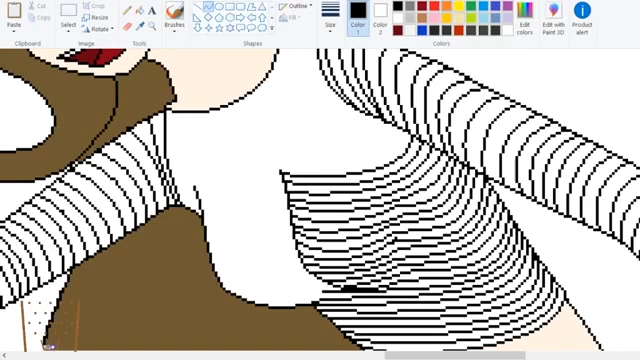 Paste
Cut
Copy
Clipboard
Select
Crop
Resize
Rotate
Image
Tools
Brushes
Outline
Fill
Shapes
Size
Color 1
Color 2
Colors
Edit colors
Edit with Paint 3D
Product alert